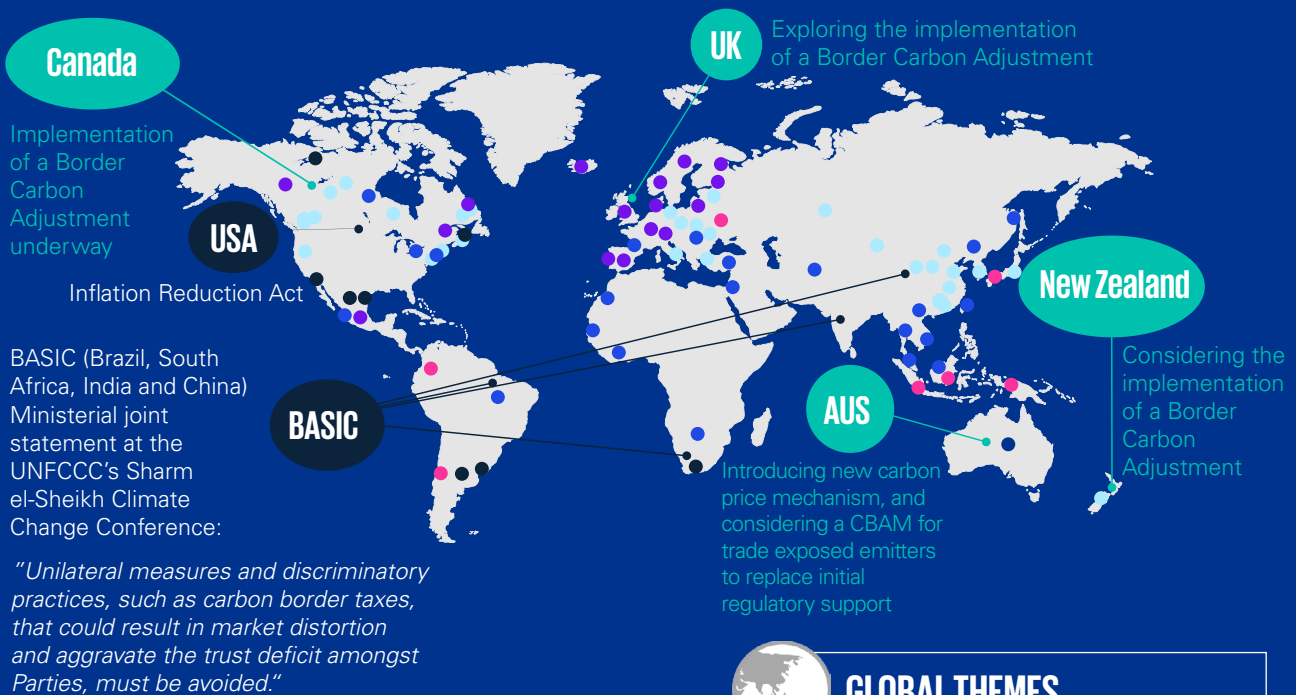 Canada
Implementation
of a Border
Carbon
Adjustment
underway
UK
Exploring the implementation
of a Border Carbon Adjustment
USA
Inflation Reduction Act
BASIC (Brazil, South
Africa, India and China)
Ministerial joint
statement at the
UNFCCC's Sharm
el-Sheikh Climate
Change Conference:
"Unilateral measures and discriminatory
practices, such as carbon border taxes,
that could result in market distortion
and aggravate the trust deficit amongst
Parties, must be avoided."
BASIC
AUS
Introducing new carbon
price mechanism, and
considering a CBAM for
trade exposed emitters
to replace initial
regulatory support
New Zealand
Considering the
implementation
of a Border
Carbon
Adjustment
GLOBAL THEMES